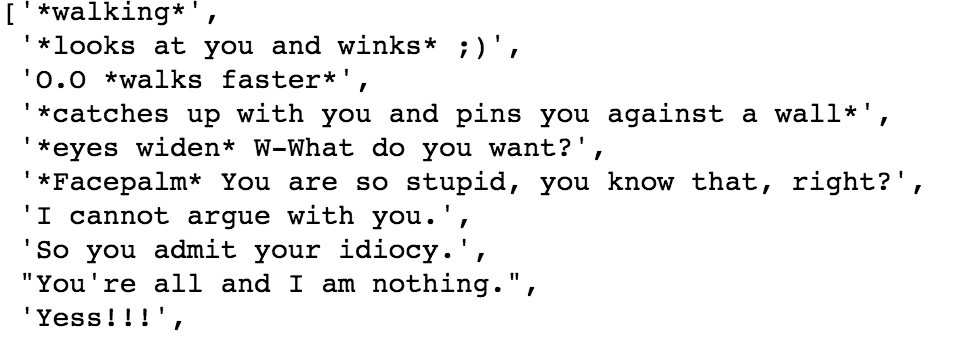 ['*walking*',
'*looks at you and winks* ;)',
'O.O *walks faster*',
'*catches up with you and pins you against a wall*',
'*eyes widen* W-What do you want?',
'*Facepalm* You are so stupid, you know that, right?',
'I cannot argue with you.',
'So you admit your idiocy.',
"You're all and I am nothing.",
'Yess!!!',